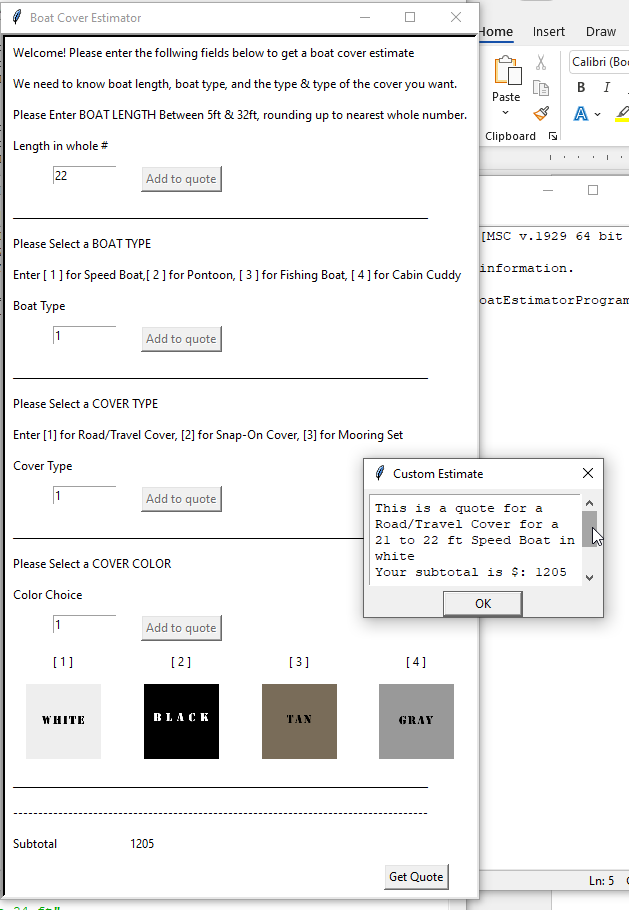 Boat Cover Estimator
Welcome! Please enter the follwing fields below to get a boat cover estimate
We need to know boat length, boat type, and the type & type of the cover you want.
Please Enter BOAT LENGTH Between 5ft & 32ft, rounding up to nearest whole number.
Length in whole #
22 Add to quote
Please Select a BOAT TYPE
Enter [ 1 ] for Speed Boat,[ 2 ] for Pontoon, [ 3 ] for Fishing Boat, [ 4 ] for Cabin Cuddy
Boat Type
1 Add to quote
Please Select a COVER TYPE
Enter [1] for Road/Travel Cover, [2] for Snap-On Cover, [3] for Mooring Set
Cover Type
1 Add to quote
Please Select a COVER COLOR
Color Choice
1 Add to quote
[ 1 ] [ 2 ] [ 3 ] [ 4 ]
WHITE BLACK TAN GRAY
--------------------------------------------------------------------------------
Subtotal 1205
Get Quote
Custom Estimate
This is a quote for a
Road/Travel Cover for a
21 to 22 ft Speed Boat in
white
Your subtotal is $: 1205
OK
Home Insert Draw
Calibri (Bo
Paste
B I
A
Clipboard
[MSC v.1929 64 bit
information.
oatEstimatorProgram
Ln: 5